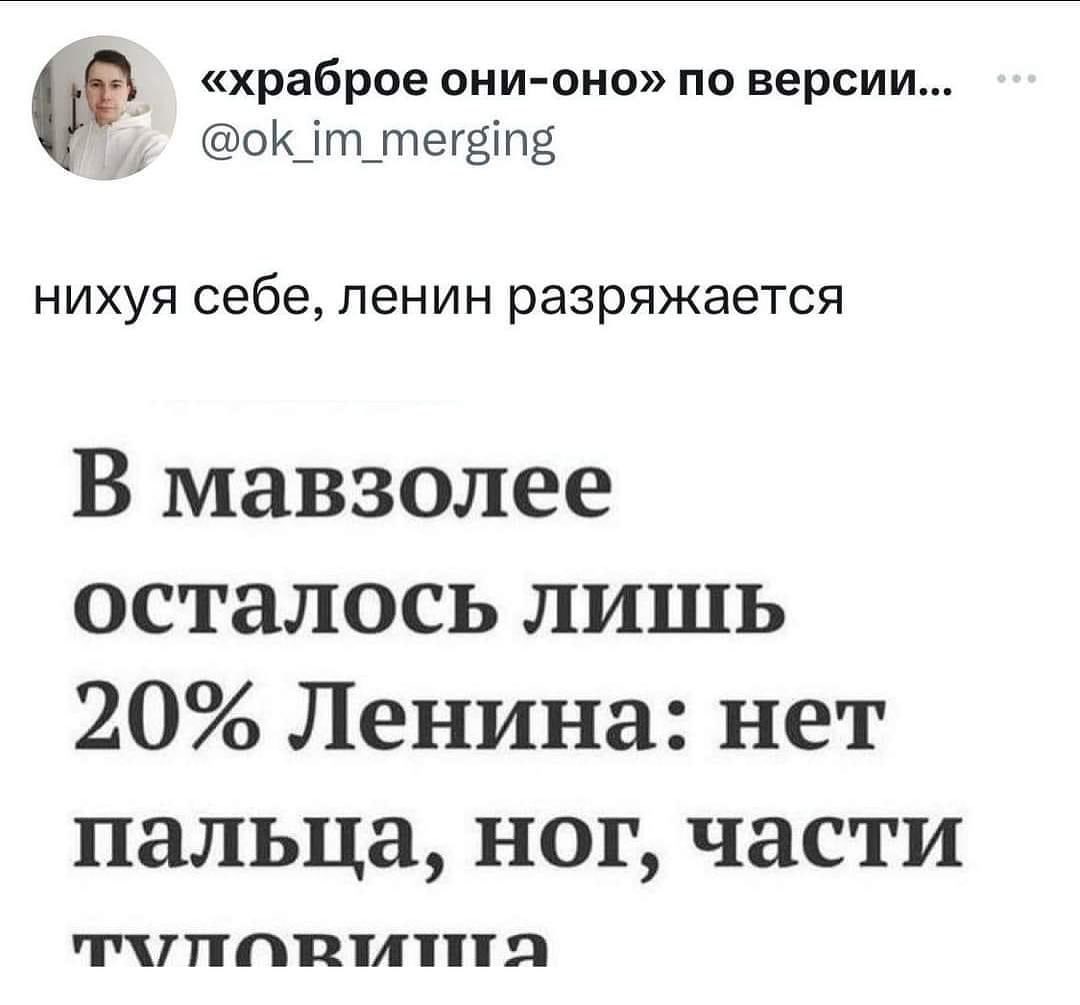 «храброе они-оно» по версии...
@ok_im_merging
нихуя себе, ленин разряжается
В мавзолее
осталось лишь
20% Ленина: нет
пальца, ног, части
туловища